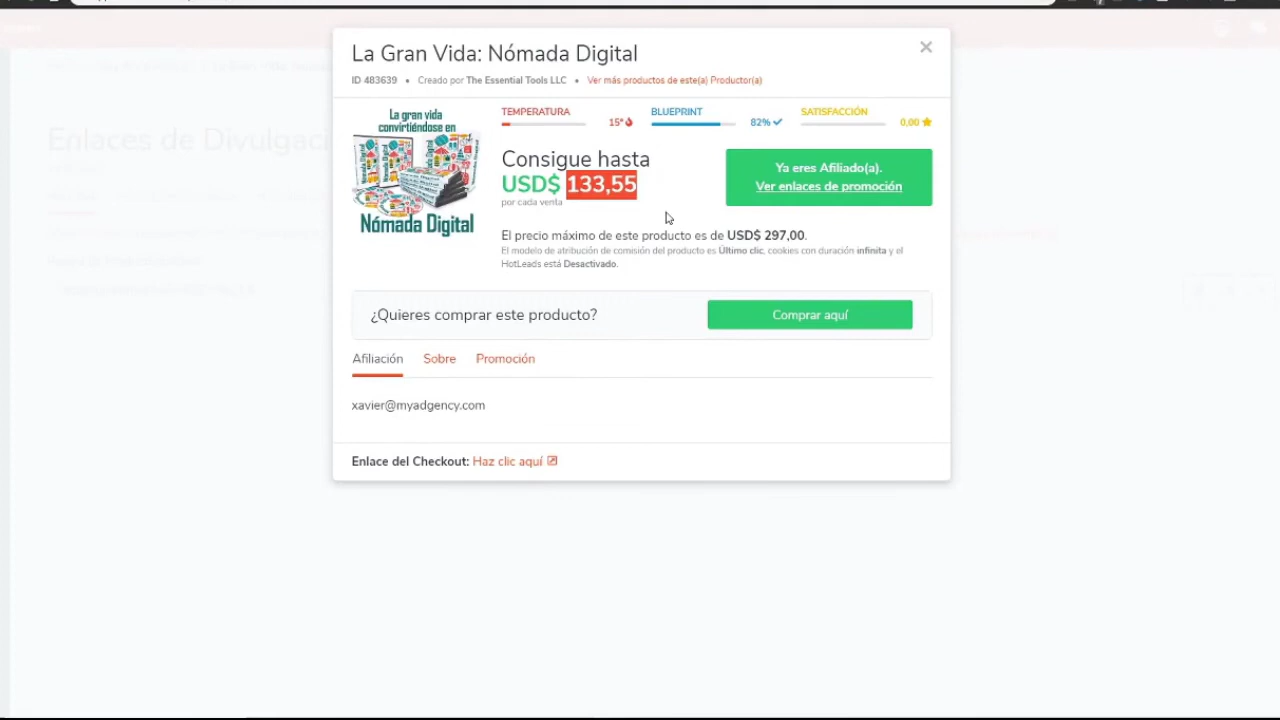 La Gran Vida: Nómada Digital
ID 483639 • Creado por The Essential Tools LLC • Ver más productos de este(a) Productor(a)
La gran vida
convirtiéndose en
Nómada Digital
TEMPERATURA
15°
BLUEPRINT
82%
SATISFACCIÓN
0,00
Consigue hasta
USD$ 133,55
por cada venta
Ya eres Afiliado(a).
Ver enlaces de promoción
El precio máximo de este producto es de USD$ 297,00.
El modelo de atribución de comisión del producto es Último clic, cookies con duración infinita y el
HotLeads está Desactivado.
¿Quieres comprar este producto?
Comprar aquí
Afiliación Sobre Promoción
xavier@myadgency.com
Enlace del Checkout: Haz clic aquí
Enlaces de Divulgaci